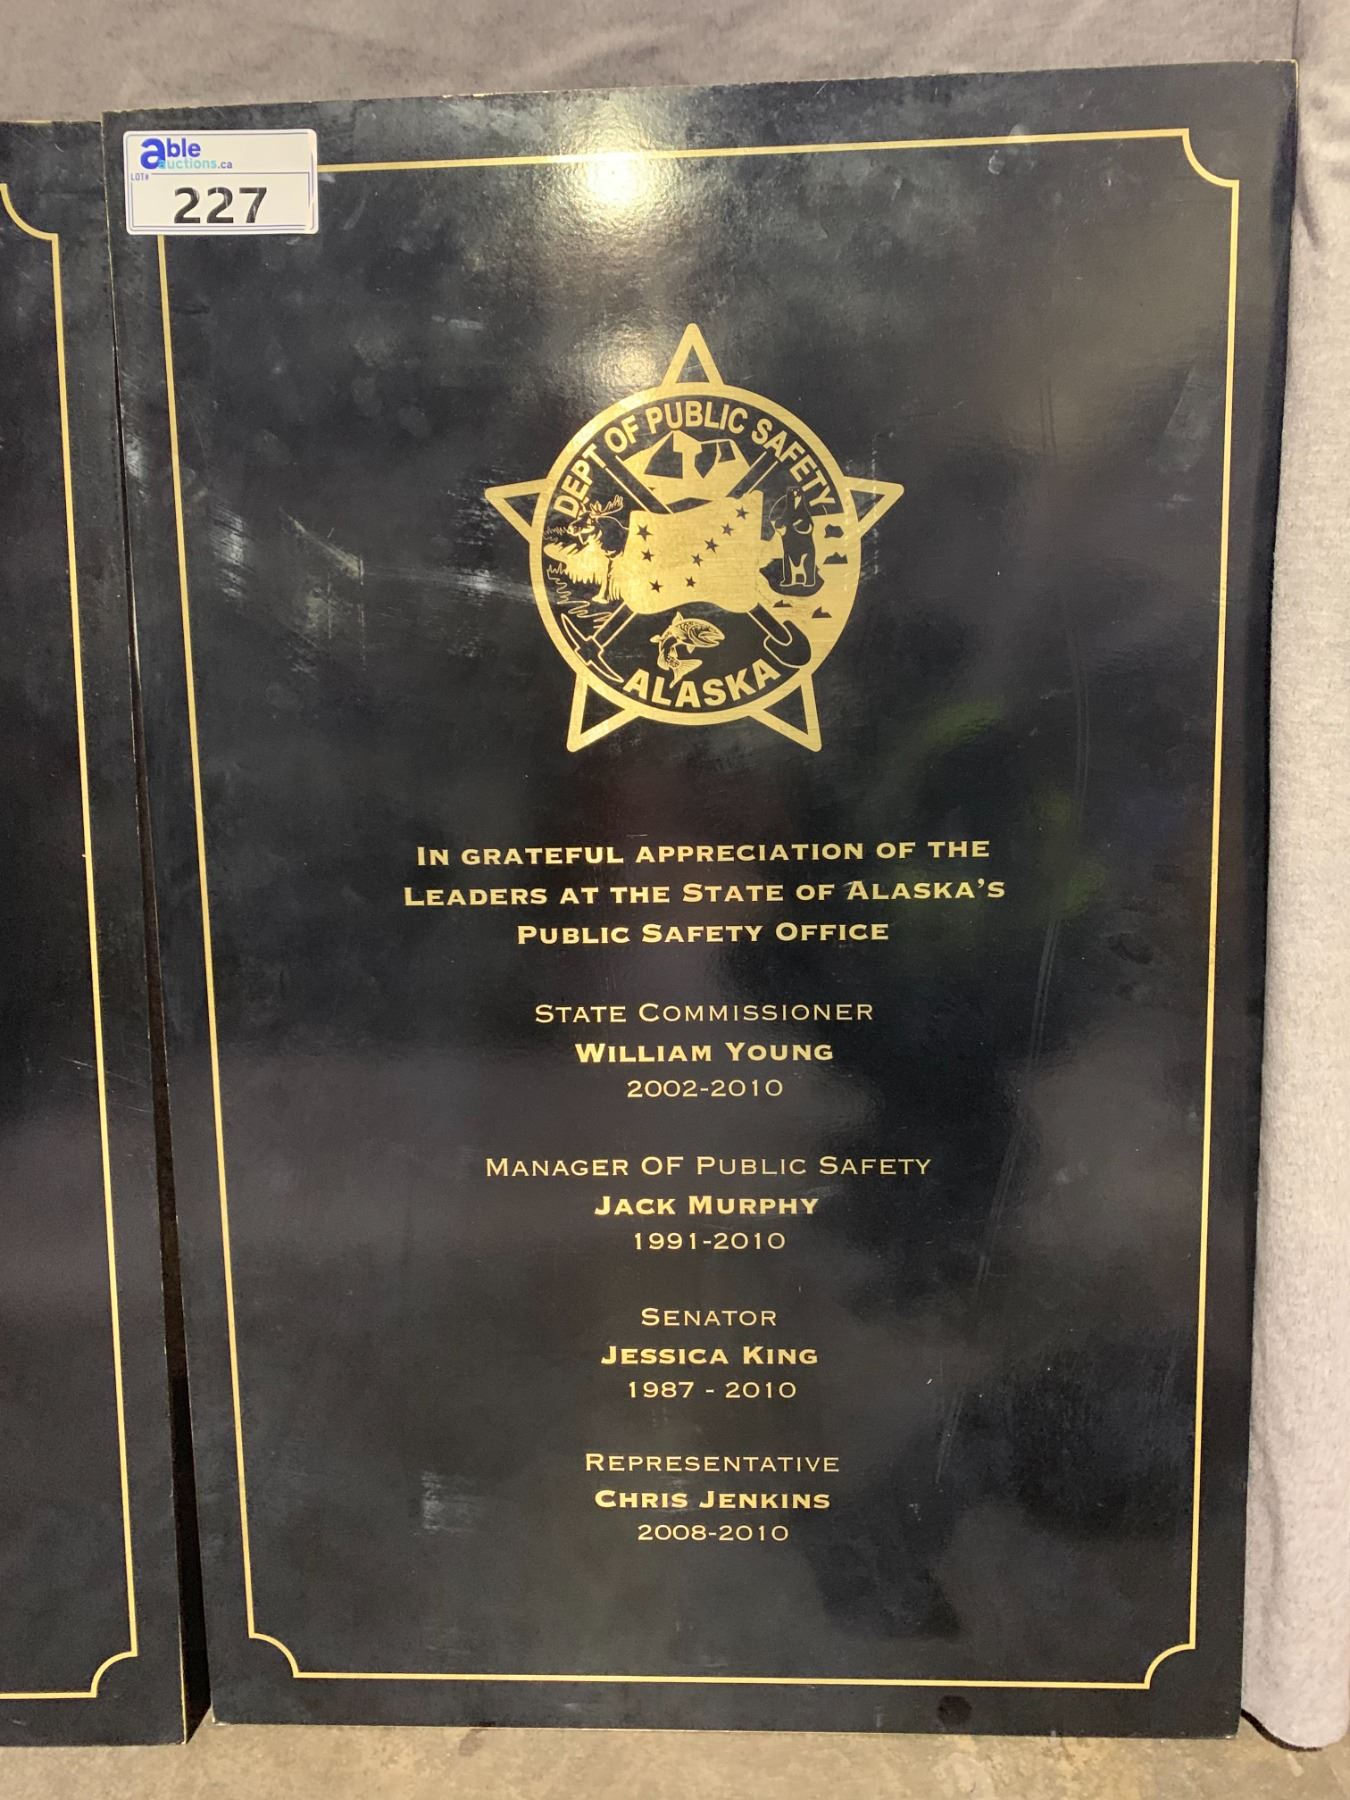 able
auctions.ca
LOT#
227
DEPT OF PUBLIC SAFETY
ALASKA
IN GRATEFUL APPRECIATION OF THE
LEADERS AT THE STATE OF ALASKA'S
PUBLIC SAFETY OFFICE
STATE COMMISSIONER
WILLIAM YOUNG
2002-2010
MANAGER OF PUBLIC SAFETY
JACK MURPHY
1991-2010
SENATOR
JESSICA KING
1987 - 2010
REPRESENTATIVE
CHRIS JENKINS
2008-2010